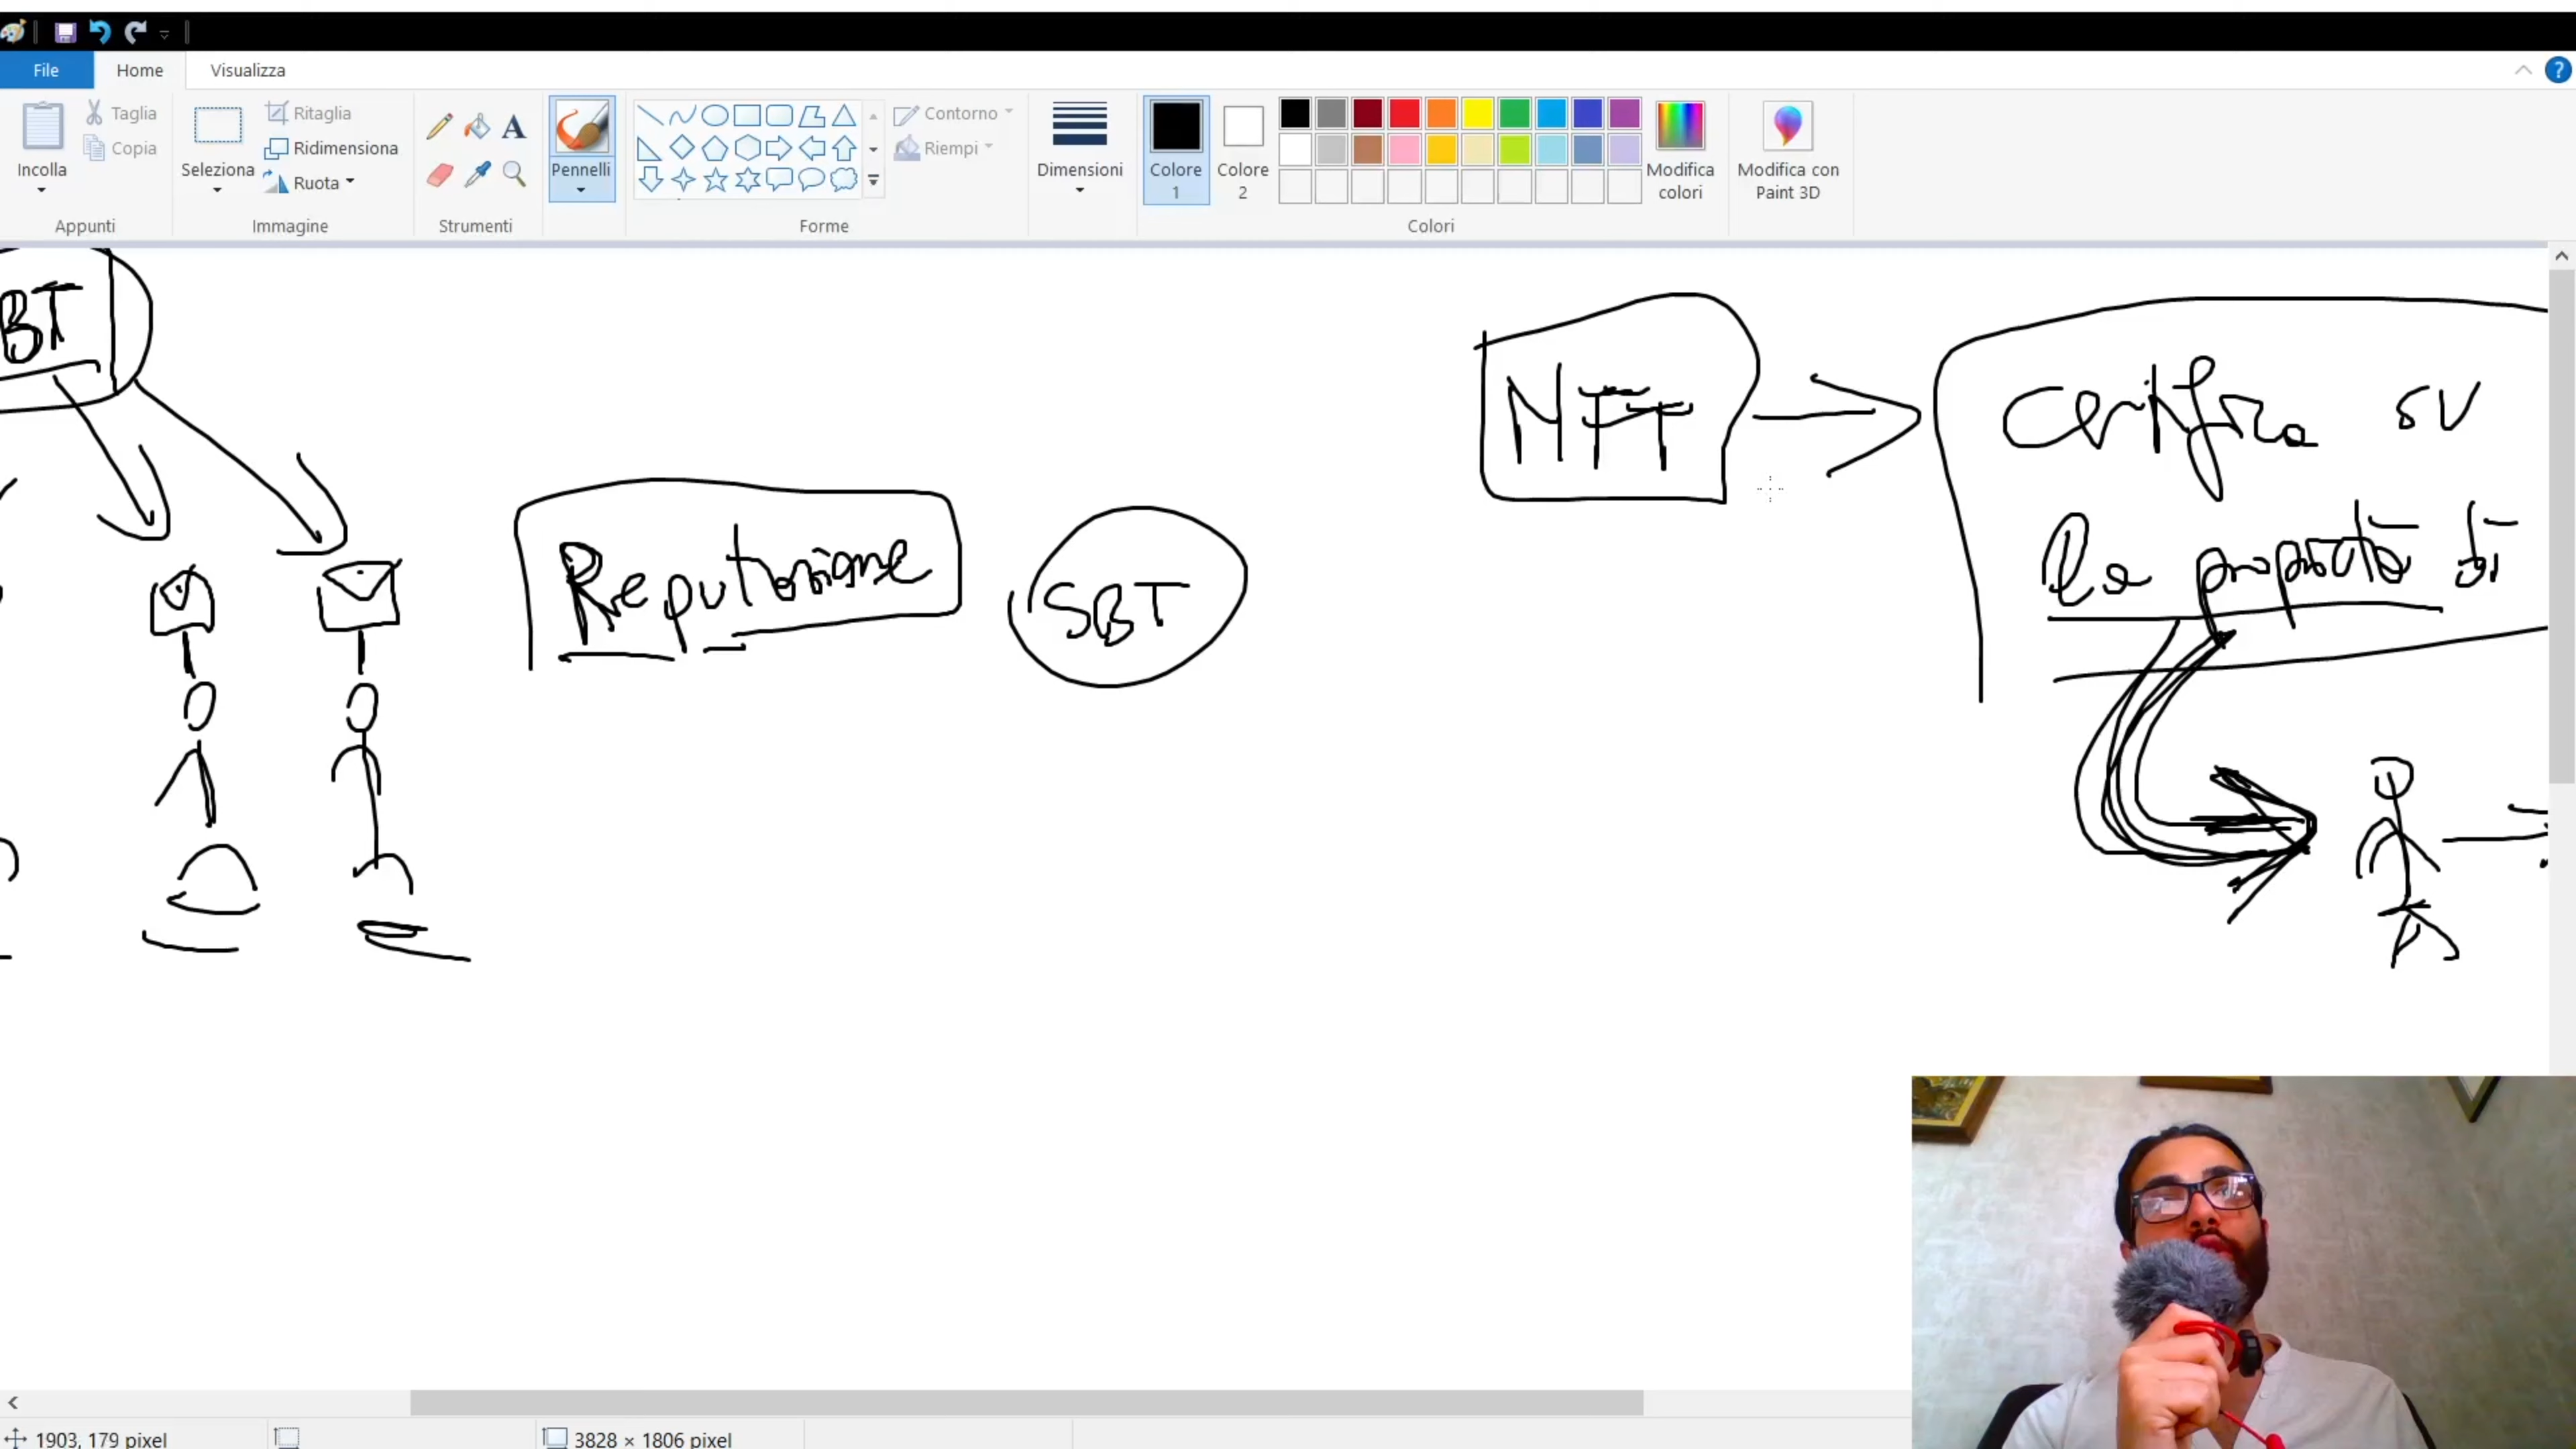 File Home Visualizza
Taglia
Copia
Incolla
Appunti
Ritaglia
Ridimensiona
Ruota
Seleziona
Immagine
A
Strumenti
Pennelli
Contorno
Riempi
Forme
Dimensioni
Colore 1
Colore 2
Modifica colori
Colori
Modifica con Paint 3D
?
BT
Reputazione
SBT
NFT
certifica su
la proprietà di
1903, 179 pixel
3828 × 1806 pixel